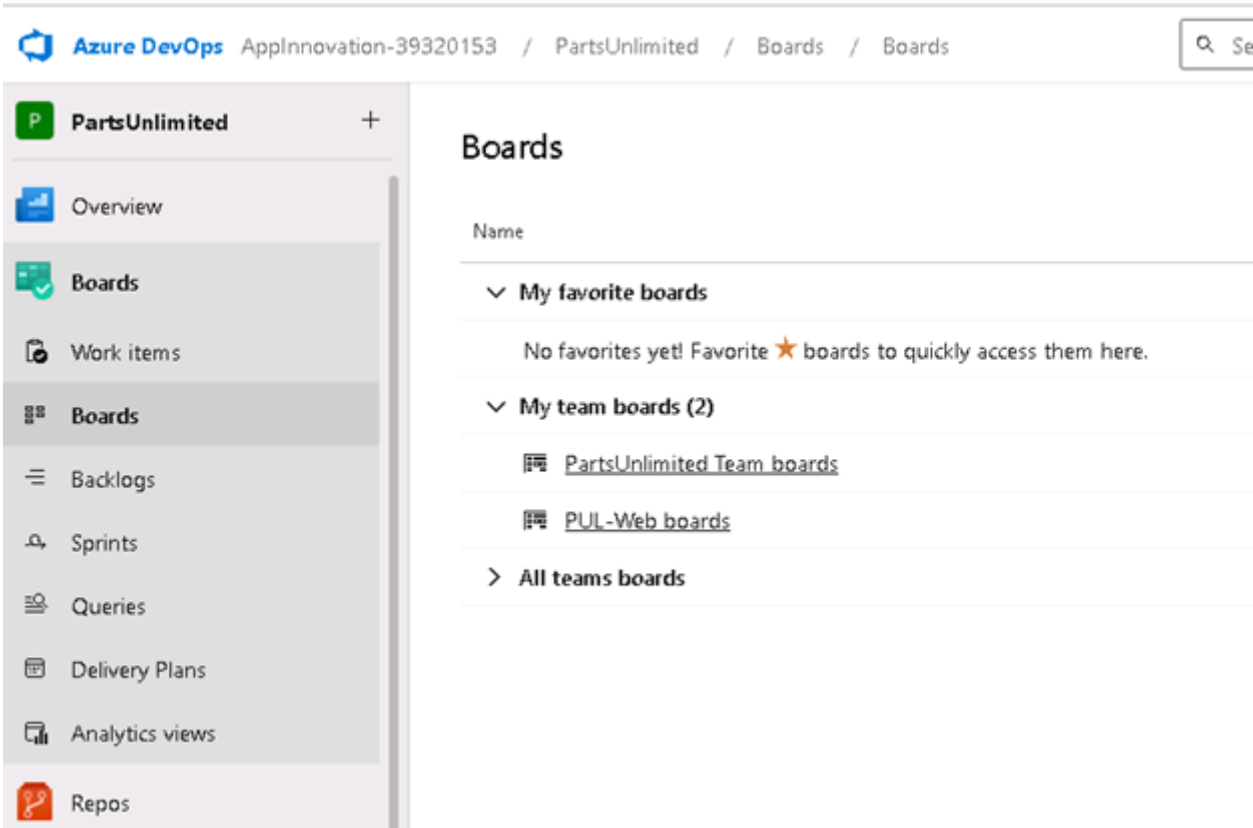 Azure DevOps AppInnovation-39320153 / PartsUnlimited / Boards / Boards
P PartsUnlimited +
Overview
Boards
Work items
Boards
Backlogs
Sprints
Queries
Delivery Plans
Analytics views
Repos
Boards
Name
My favorite boards
No favorites yet! Favorite ★ boards to quickly access them here.
My team boards (2)
PartsUnlimited Team boards
PUL-Web boards
All teams boards